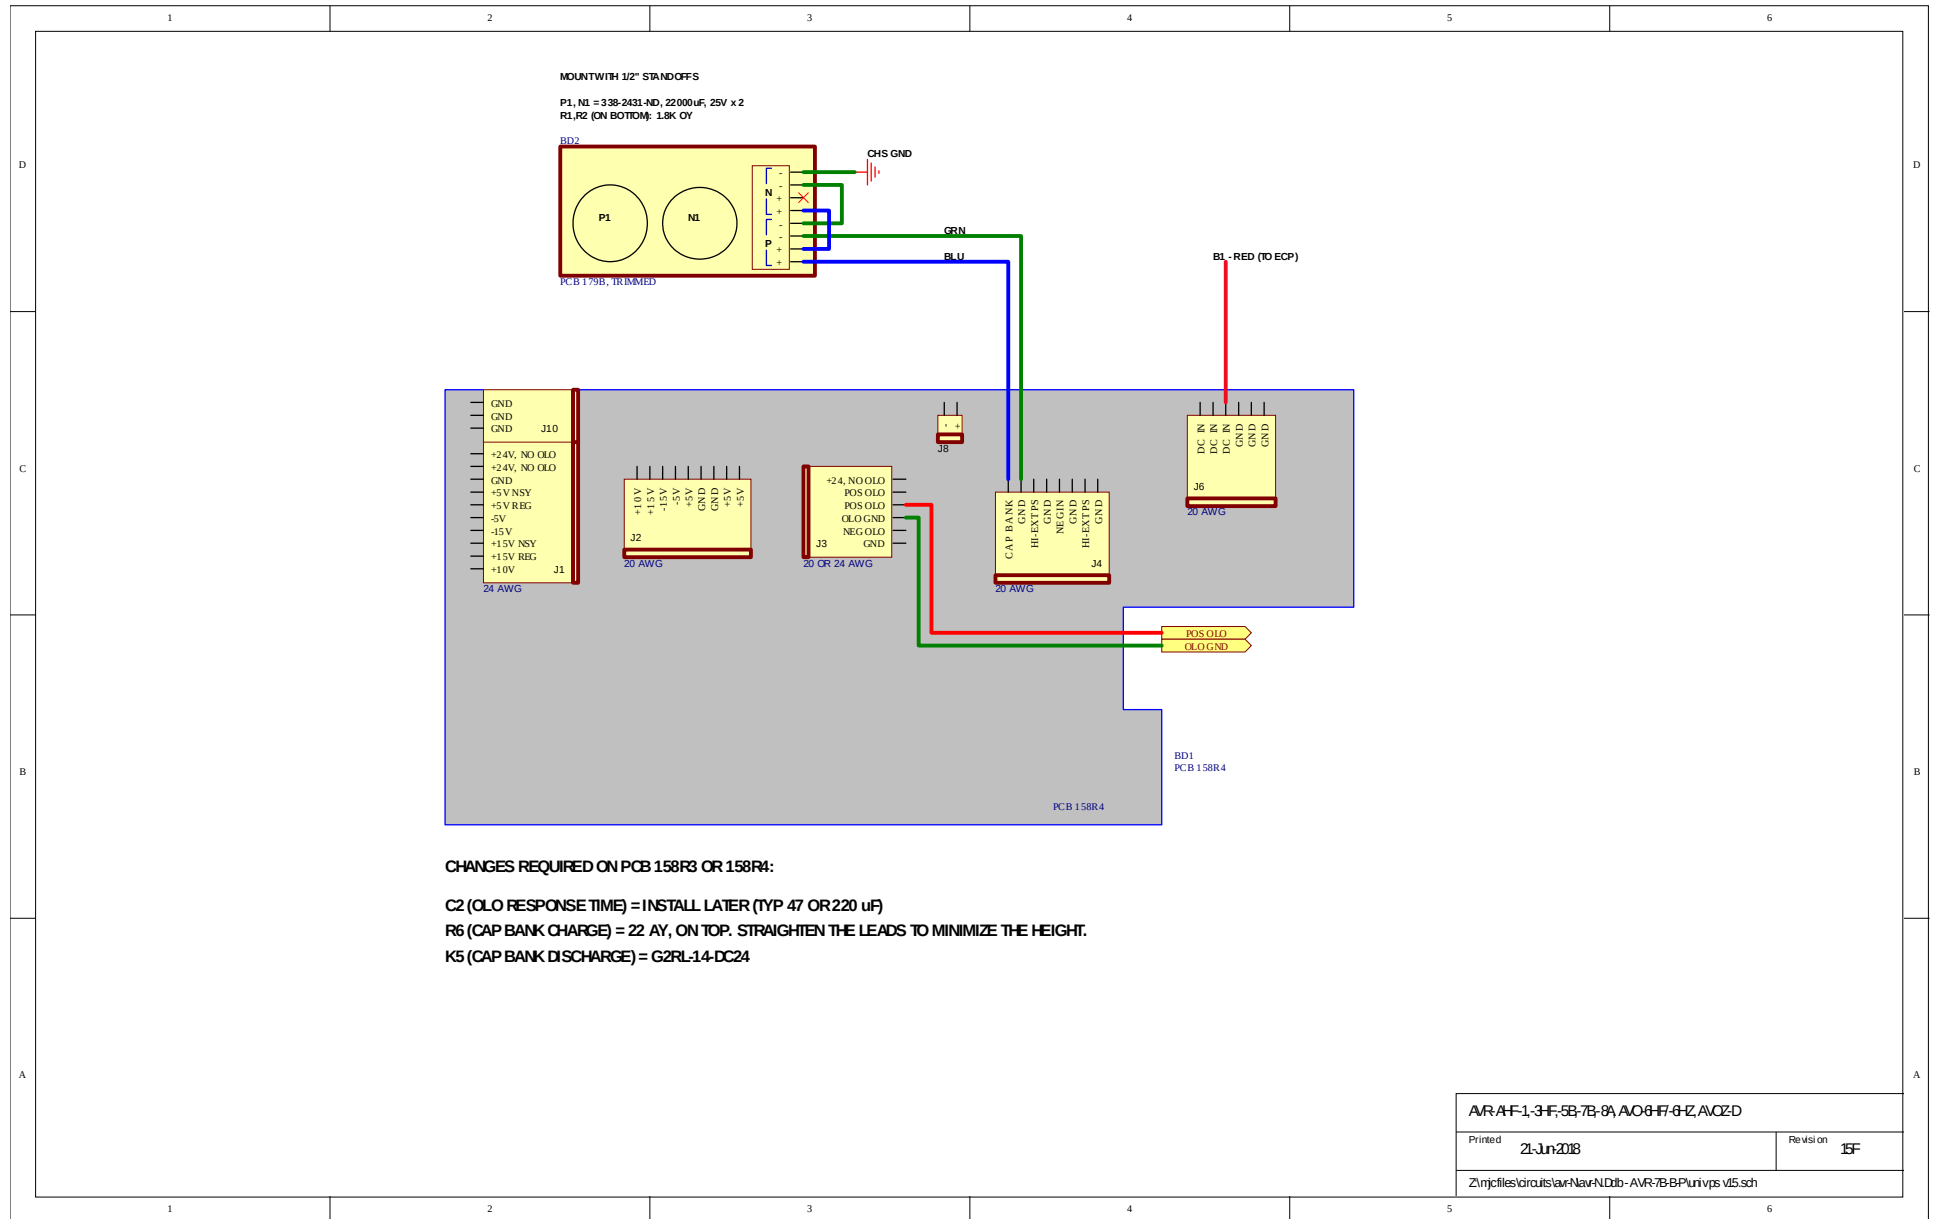 1 2 3 4 5 6
MOUNT WITH 1/2" STANDOFFS
P1, N1 = 338-2431-ND, 22000uF, 25V x 2
R1,R2 (ON BOTTOM): 1.8K OY
BD2
D D
CHS GND
-
-
N
+
+
-
-
P
+
+
P1 N1
GRN
BLU
B1 - RED (TO ECP)
PCB 179B, TRIMMED
GND
GND
GND J10
+24V, NO OLO
+24V, NO OLO
GND
+5V NSY
+5V REG
-5V
-15V
+15V NSY
+15V REG
+10V J1
24 AWG
+10V
+15V
-15V
-5V
+5V
GND
GND
+5V
+5V
J2
20 AWG
+24, NO OLO
POS OLO
POS OLO
OLO GND
NEG OLO
J3 GND
20 OR 24 AWG
- +
J8
CAP BANK
GND
HI-EXT PS
GND
NEG IN
GND
HI-EXT PS
GND
J4
20 AWG
DC IN
DC IN
DC IN
GND
GND
GND
J6
20 AWG
C C
POS OLO
OLO GND
BD1
PCB 158R4
B B
PCB 158R4
CHANGES REQUIRED ON PCB 158R3 OR 158R4:
C2 (OLO RESPONSE TIME) = INSTALL LATER (TYP 47 OR 220 uF)
R6 (CAP BANK CHARGE) = 22 AY, ON TOP. STRAIGHTEN THE LEADS TO MINIMIZE THE HEIGHT.
K5 (CAP BANK DISCHARGE) = G2RL-14-DC24
A A
AVR-AHF-1,-3HF,-5B,-7B,-8A, AVO-6HF/-6HZ, AVOZ-D
Printed 21-Jun-2018 Revision 15F
Z:\mjcfiles\circuits\avr-N\avr-N.Ddb - AVR-7B-B-P\univps v15.sch
1 2 3 4 5 6